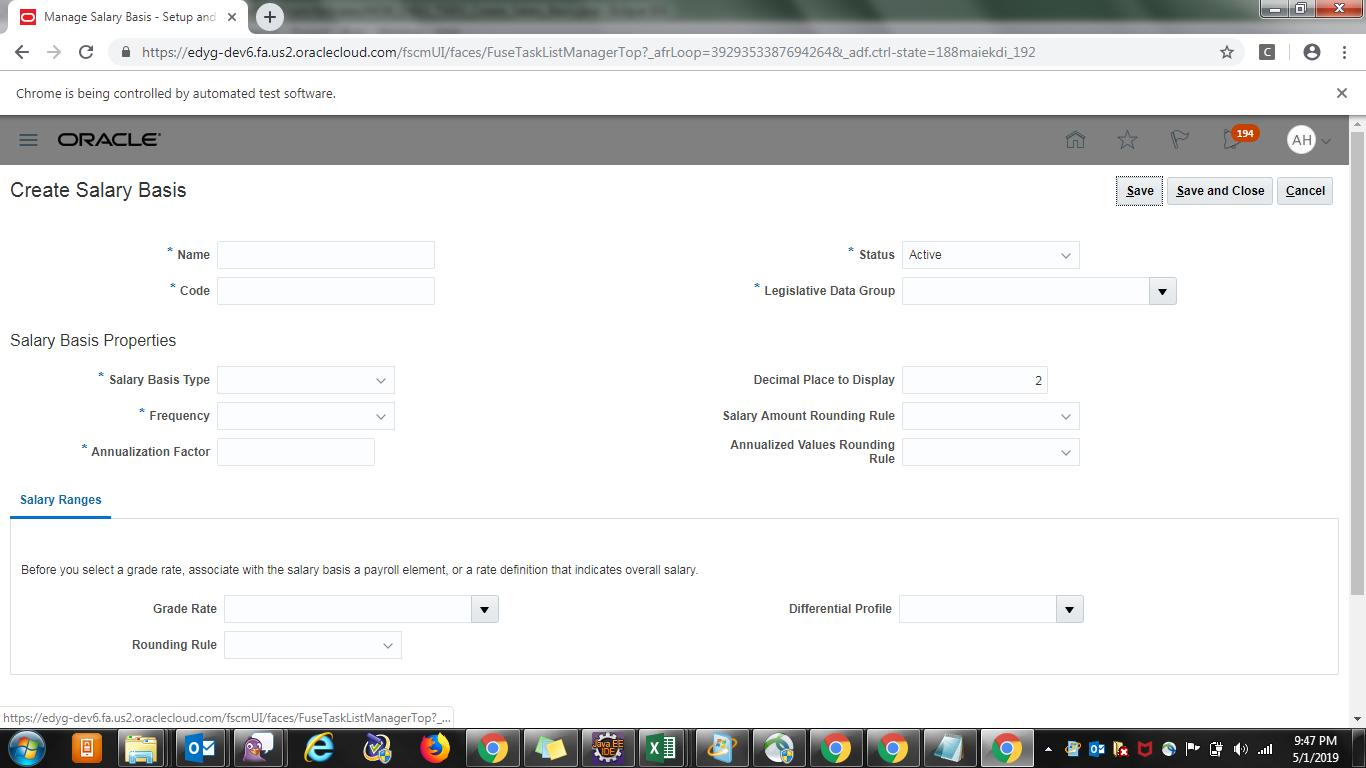 Manage Salary Basis - Setup and
https://edyg-dev6.fa.us2.oraclecloud.com/fscmUI/faces/FuseTaskListManagerTop?_afrLoop=39293533876942648&_adf.ctrl-state=188maiekdi_192
C
Chrome is being controlled by automated test software.
ORACLE
194
AH
Create Salary Basis
Save
Save and Close
Cancel
* Name
* Status Active
* Code
* Legislative Data Group
Salary Basis Properties
* Salary Basis Type
Decimal Place to Display 2
* Frequency
Salary Amount Rounding Rule
* Annualization Factor
Annualized Values Rounding
Rule
Salary Ranges
Before you select a grade rate, associate with the salary basis a payroll element, or a rate definition that indicates overall salary.
Grade Rate
Differential Profile
Rounding Rule
https://edyg-dev6.fa.us2.oraclecloud.com/fscmUI/faces/FuseTaskListManagerTop?_...
Java EE
IDE
9:47 PM
5/1/2019